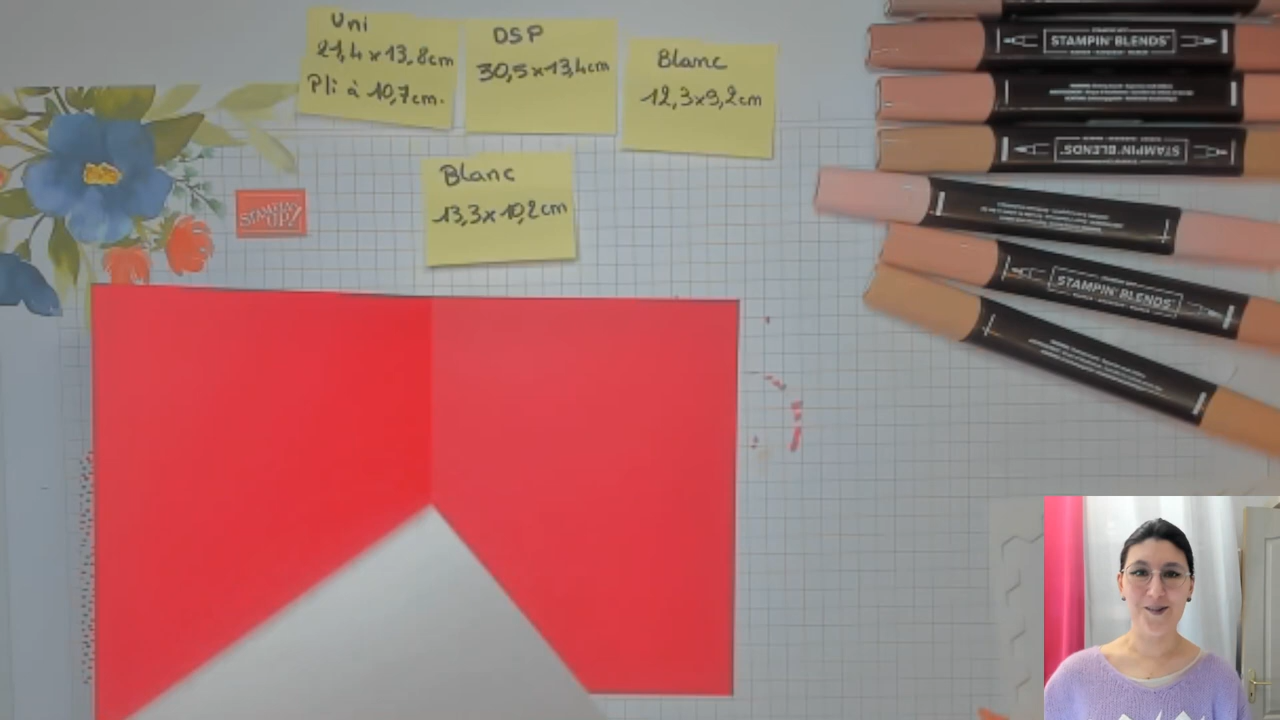 Uni
21,4 x 13,8cm
Pli à 10,7cm.
DSP
30,5 x 13,4cm
Blanc
12,3 x 9,2cm
Blanc
13,3 x 10,2cm
STAMPIN' UP!
STAMPIN' BLENDS
STAMPIN' BLENDS
STAMPIN' BLENDS